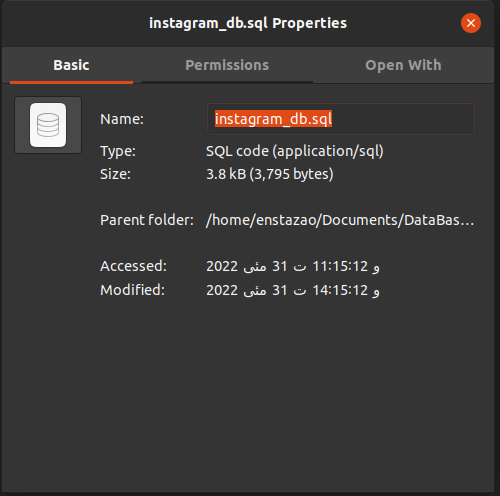 instagram_db.sql Properties
Basic Permissions Open With
Name: instagram_db.sql
Type: SQL code (application/sql)
Size: 3.8 kB (3,795 bytes)
Parent folder: /home/enstazao/Documents/DataBas…
Accessed: 2022 مئی 31 ت 11:15:12 و
Modified: 2022 مئی 31 ت 14:15:12 و